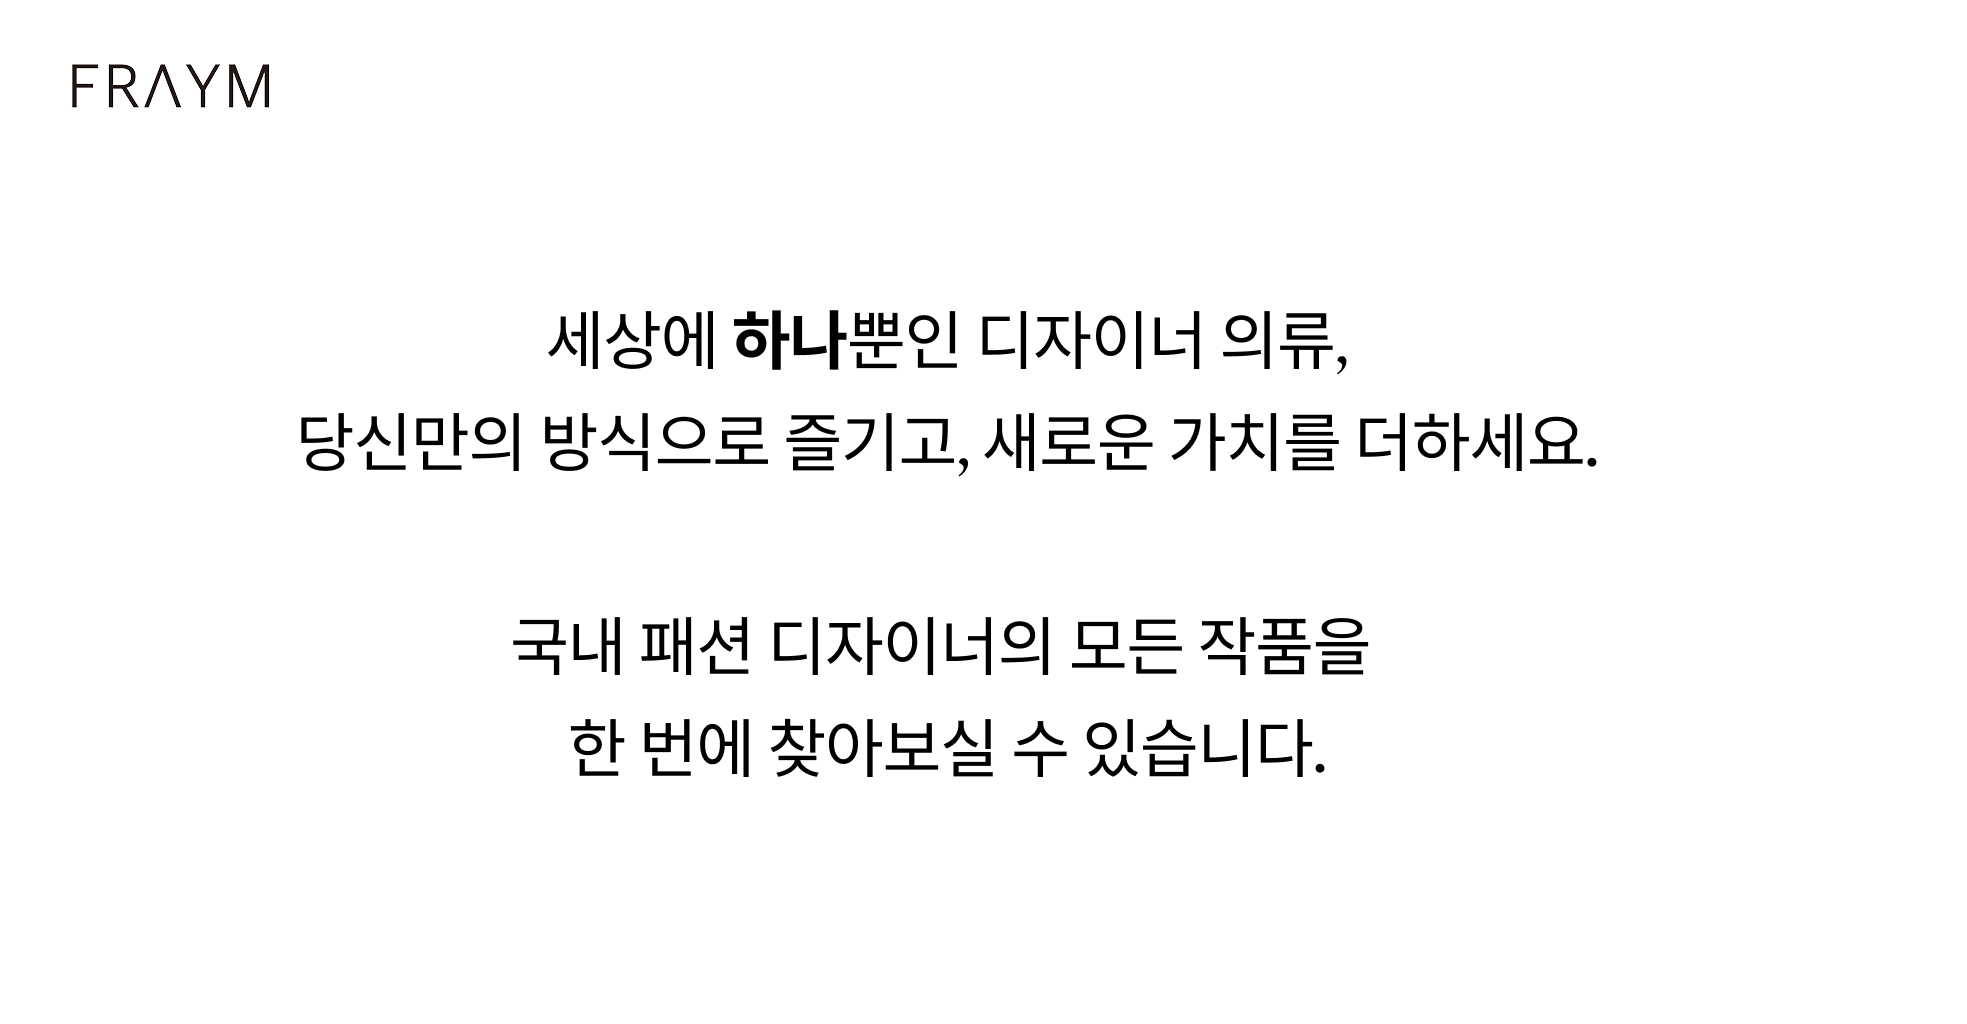 FRAYM
세상에 하나뿐인 디자이너 의류,
당신만의 방식으로 즐기고, 새로운 가치를 더하세요.
국내 패션 디자이너의 모든 작품을
한 번에 찾아보실 수 있습니다.